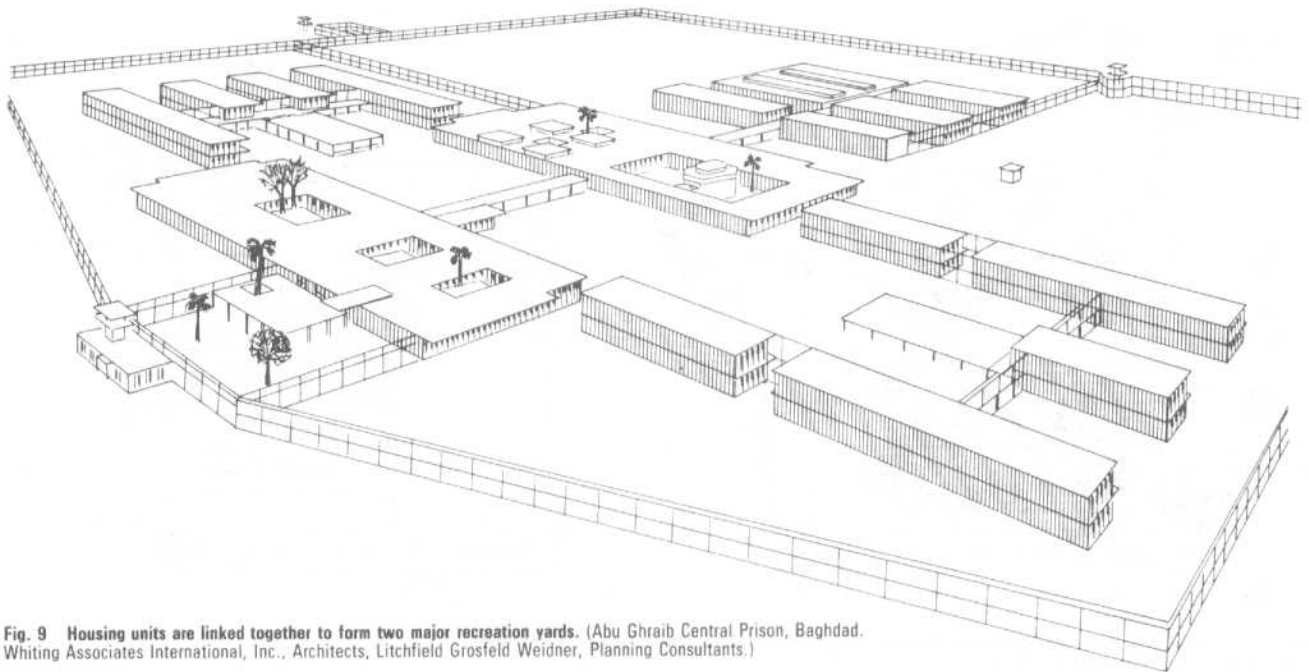 Fig. 9 Housing units are linked together to form two major recreation yards. (Abu Ghraib Central Prison, Baghdad.
Whiting Associates International, Inc., Architects, Litchfield Grosfeld Weidner, Planning Consultants.)